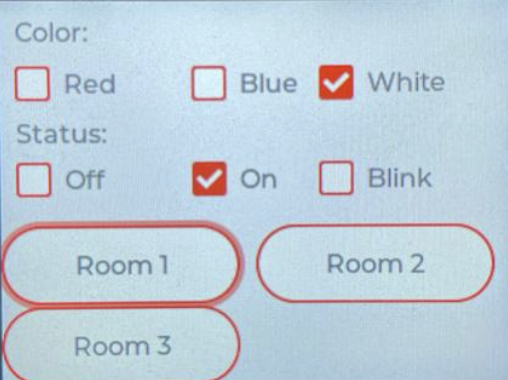 Color:
Red Blue White
Status:
Off On Blink
Room 1 Room 2
Room 3